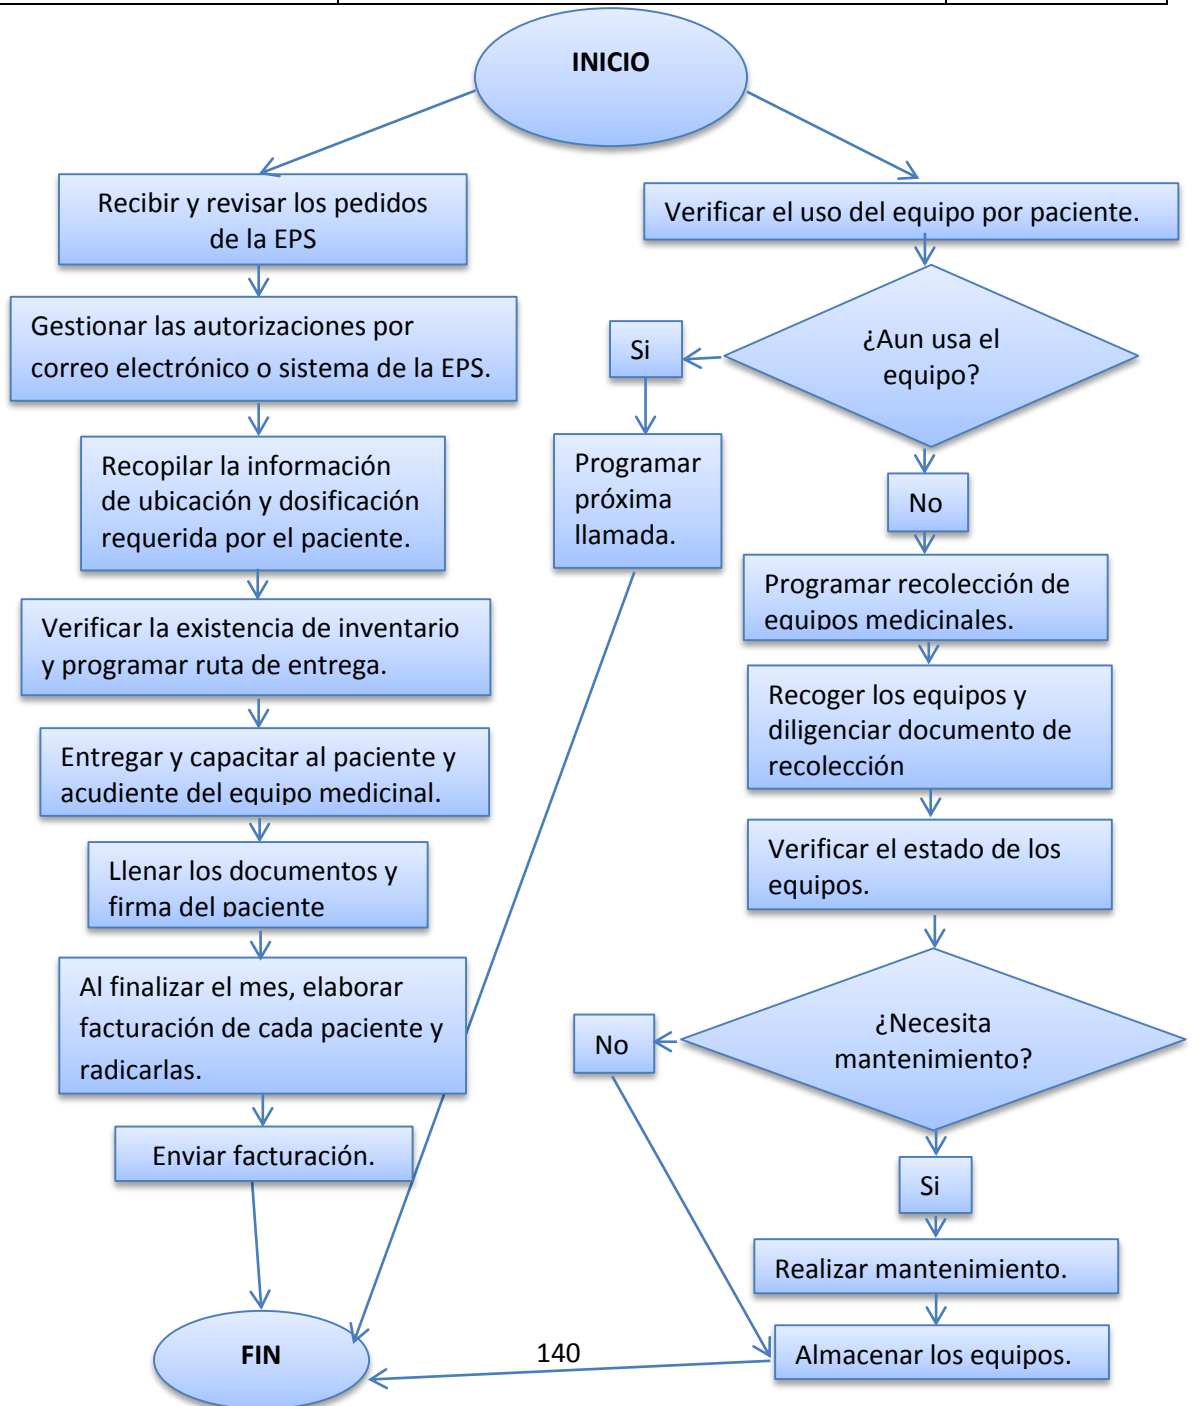 INICIO
Recibir y revisar los pedidos
de la EPS
Gestionar las autorizaciones por
correo electrónico o sistema de la EPS.
Recopilar la información
de ubicación y dosificación
requerida por el paciente.
Verificar la existencia de inventario
y programar ruta de entrega.
Entregar y capacitar al paciente y
acudiente del equipo medicinal.
Llenar los documentos y
firma del paciente
Al finalizar el mes, elaborar
facturación de cada paciente y
radicarlas.
Enviar facturación.
Verificar el uso del equipo por paciente.
¿Aun usa el
equipo?
Si
Programar
próxima
llamada.
No
Programar recolección de
equipos medicinales.
Recoger los equipos y
diligenciar documento de
recolección
Verificar el estado de los
equipos.
¿Necesita
mantenimiento?
No
Si
Realizar mantenimiento.
Almacenar los equipos.
FIN
140